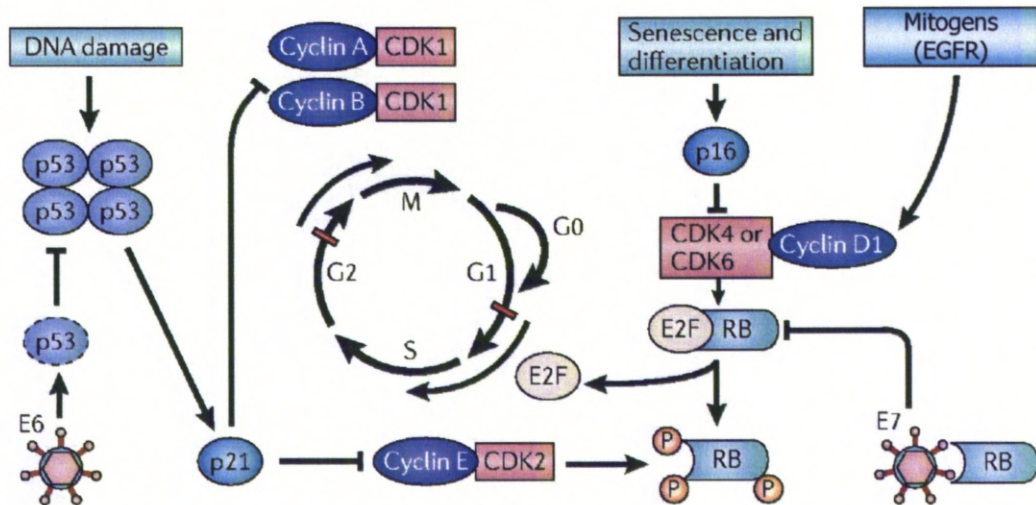 DNA damage
Cyclin A
CDK1
Cyclin B
CDK1
Senescence and
differentiation
Mitogens
(EGFR)
p53
p53
p53
p53
p16
M
G0
G1
G2
S
CDK4 or
CDK6
Cyclin D1
p53
E2F
RB
E2F
E6
p21
Cyclin E
CDK2
P
RB
P
P
E7
RB